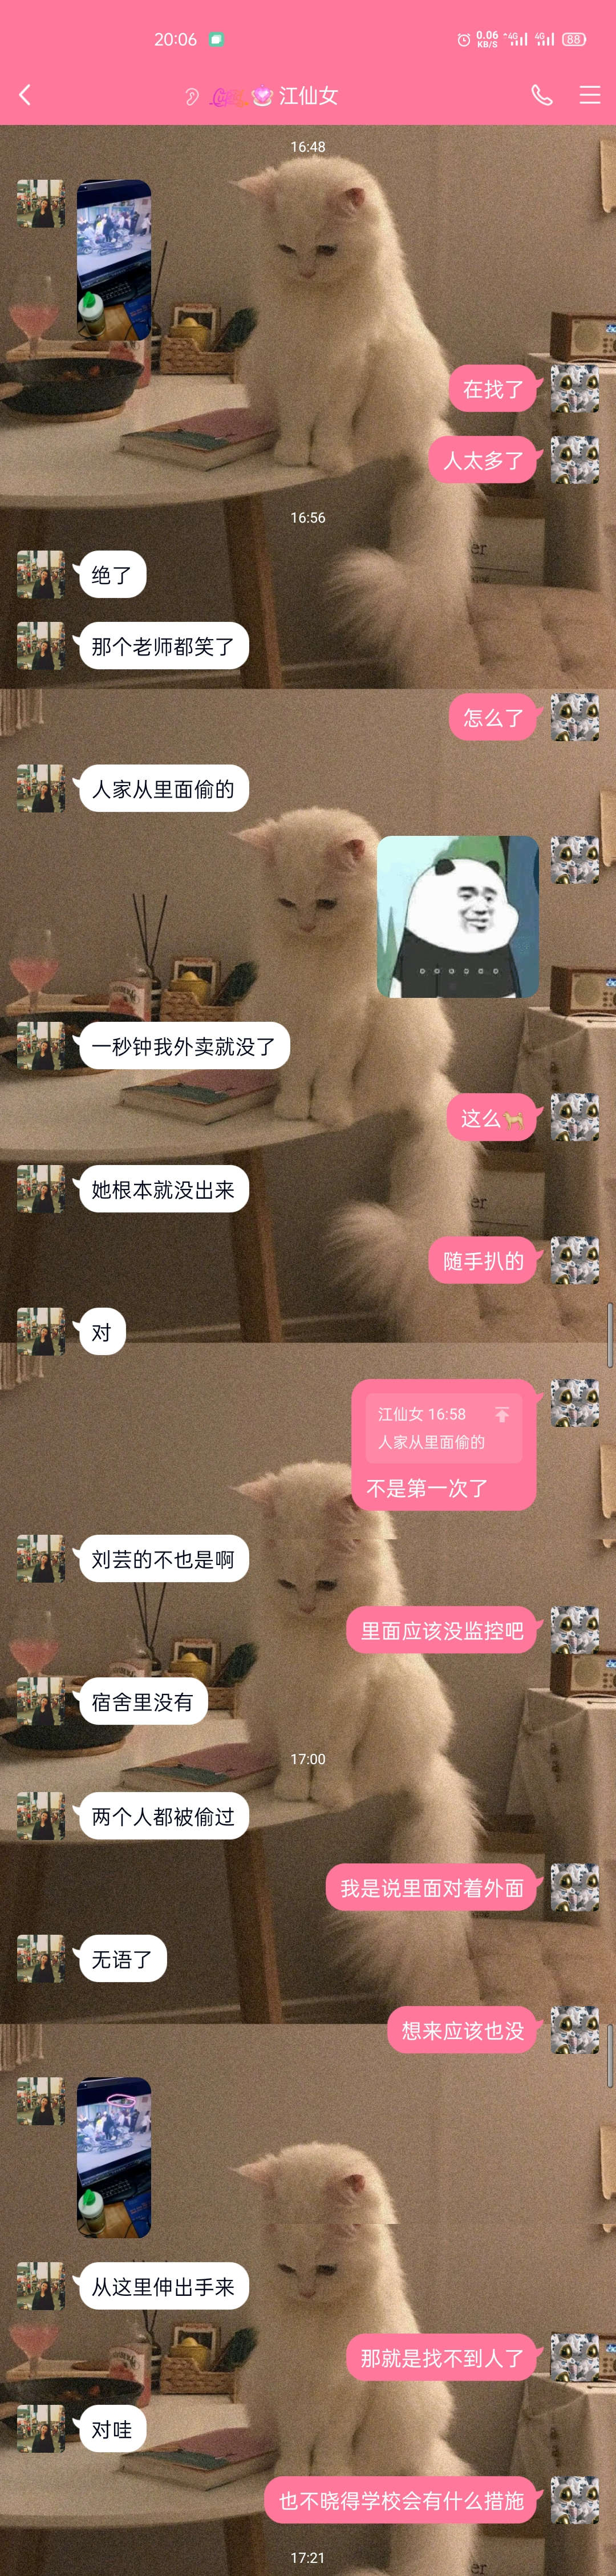 20:06
0.06
KB/S
4G
4G
88
江仙女
16:48
在找了
人太多了
16:56
绝了
那个老师都笑了
怎么了
人家从里面偷的
一秒钟我外卖就没了
这么🐕
她根本就没出来
随手扒的
对
江仙女 16:58
人家从里面偷的
不是第一次了
刘芸的不也是啊
里面应该没监控吧
宿舍里没有
17:00
两个人都被偷过
我是说里面对着外面
无语了
想来应该也没
从这里伸出手来
那就是找不到人了
对哇
也不晓得学校会有什么措施
17:21